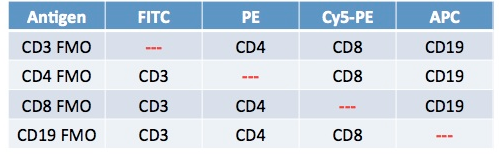 Antigen FITC PE Cy5-PE APC
CD3 FMO --- CD4 CD8 CD19
CD4 FMO CD3 --- CD8 CD19
CD8 FMO CD3 CD4 --- CD19
CD19 FMO CD3 CD4 CD8 ---